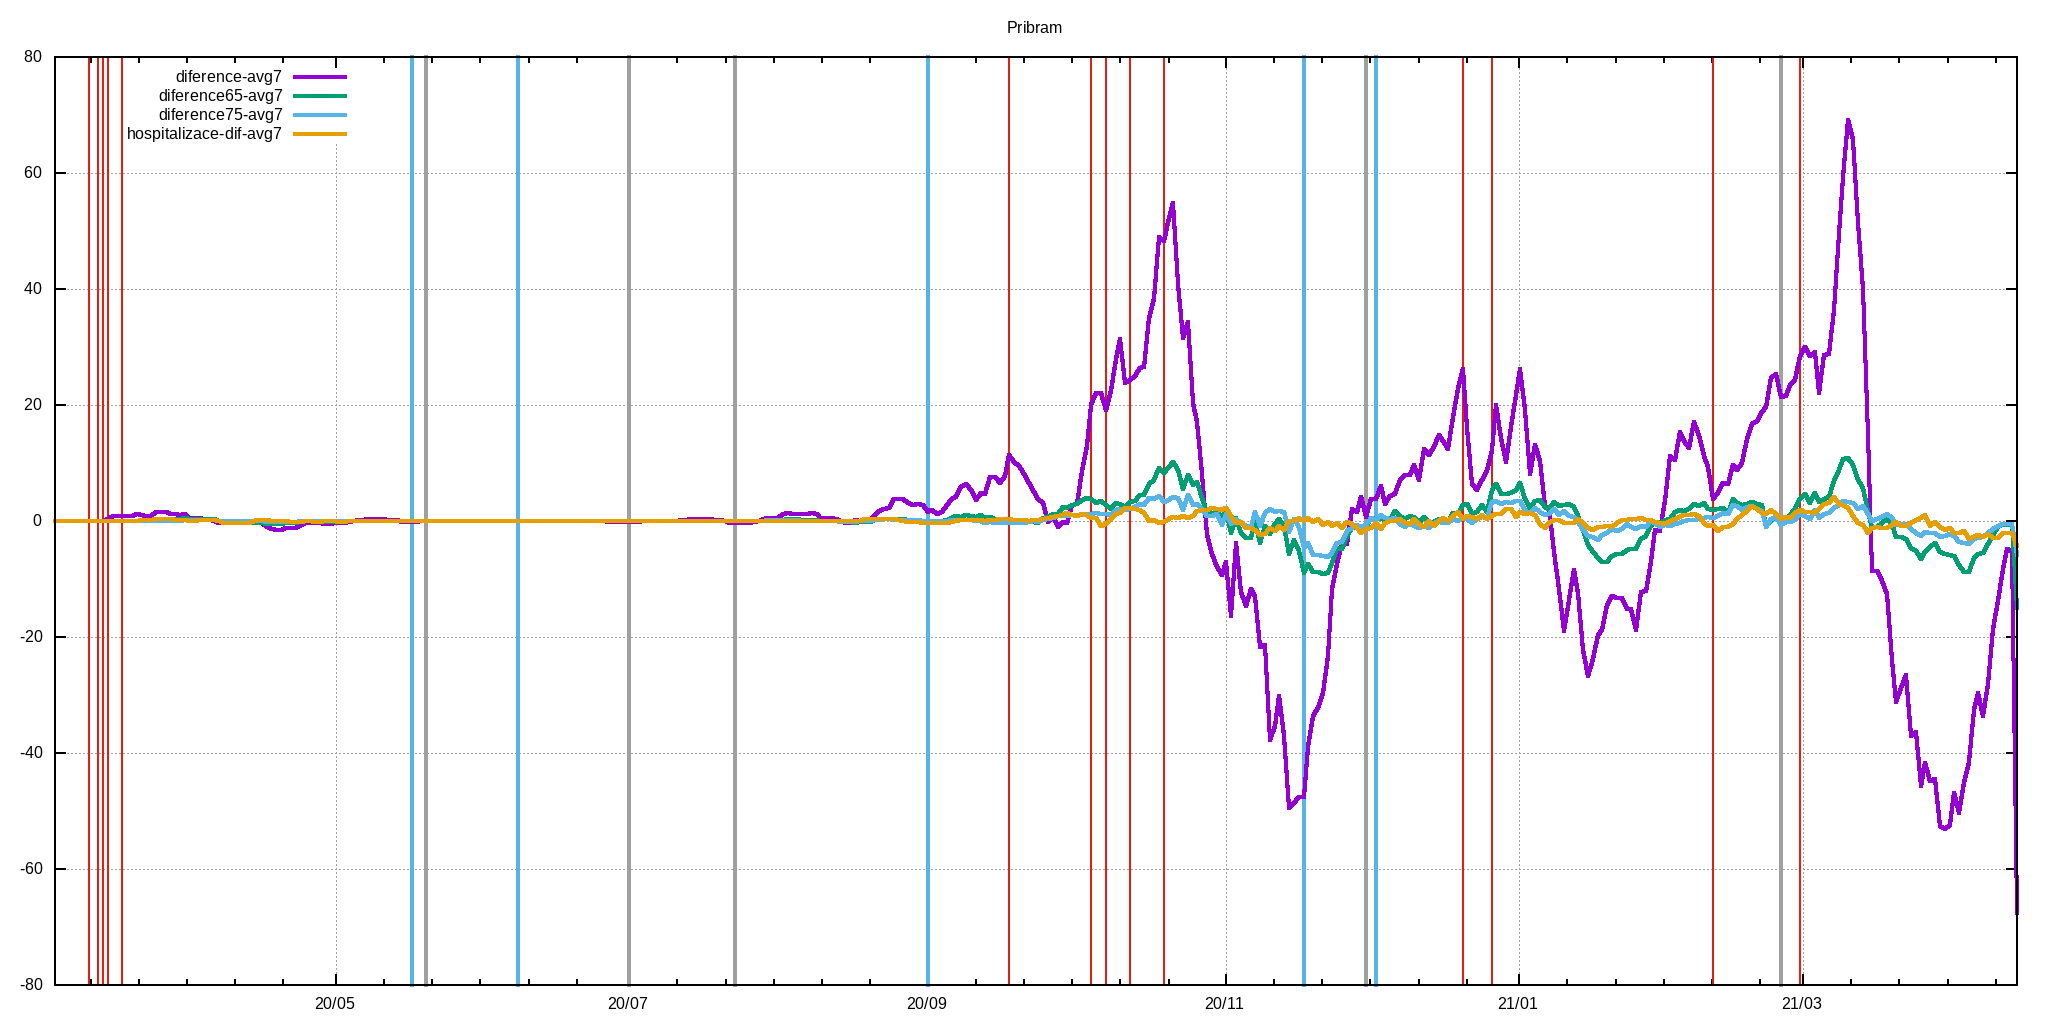 Pribram
diference-avg7
diference65-avg7
diference75-avg7
hospitalizace-dif-avg7
80
60
40
20
0
-20
-40
-60
-80
20/05 20/07 20/09 20/11 21/01 21/03